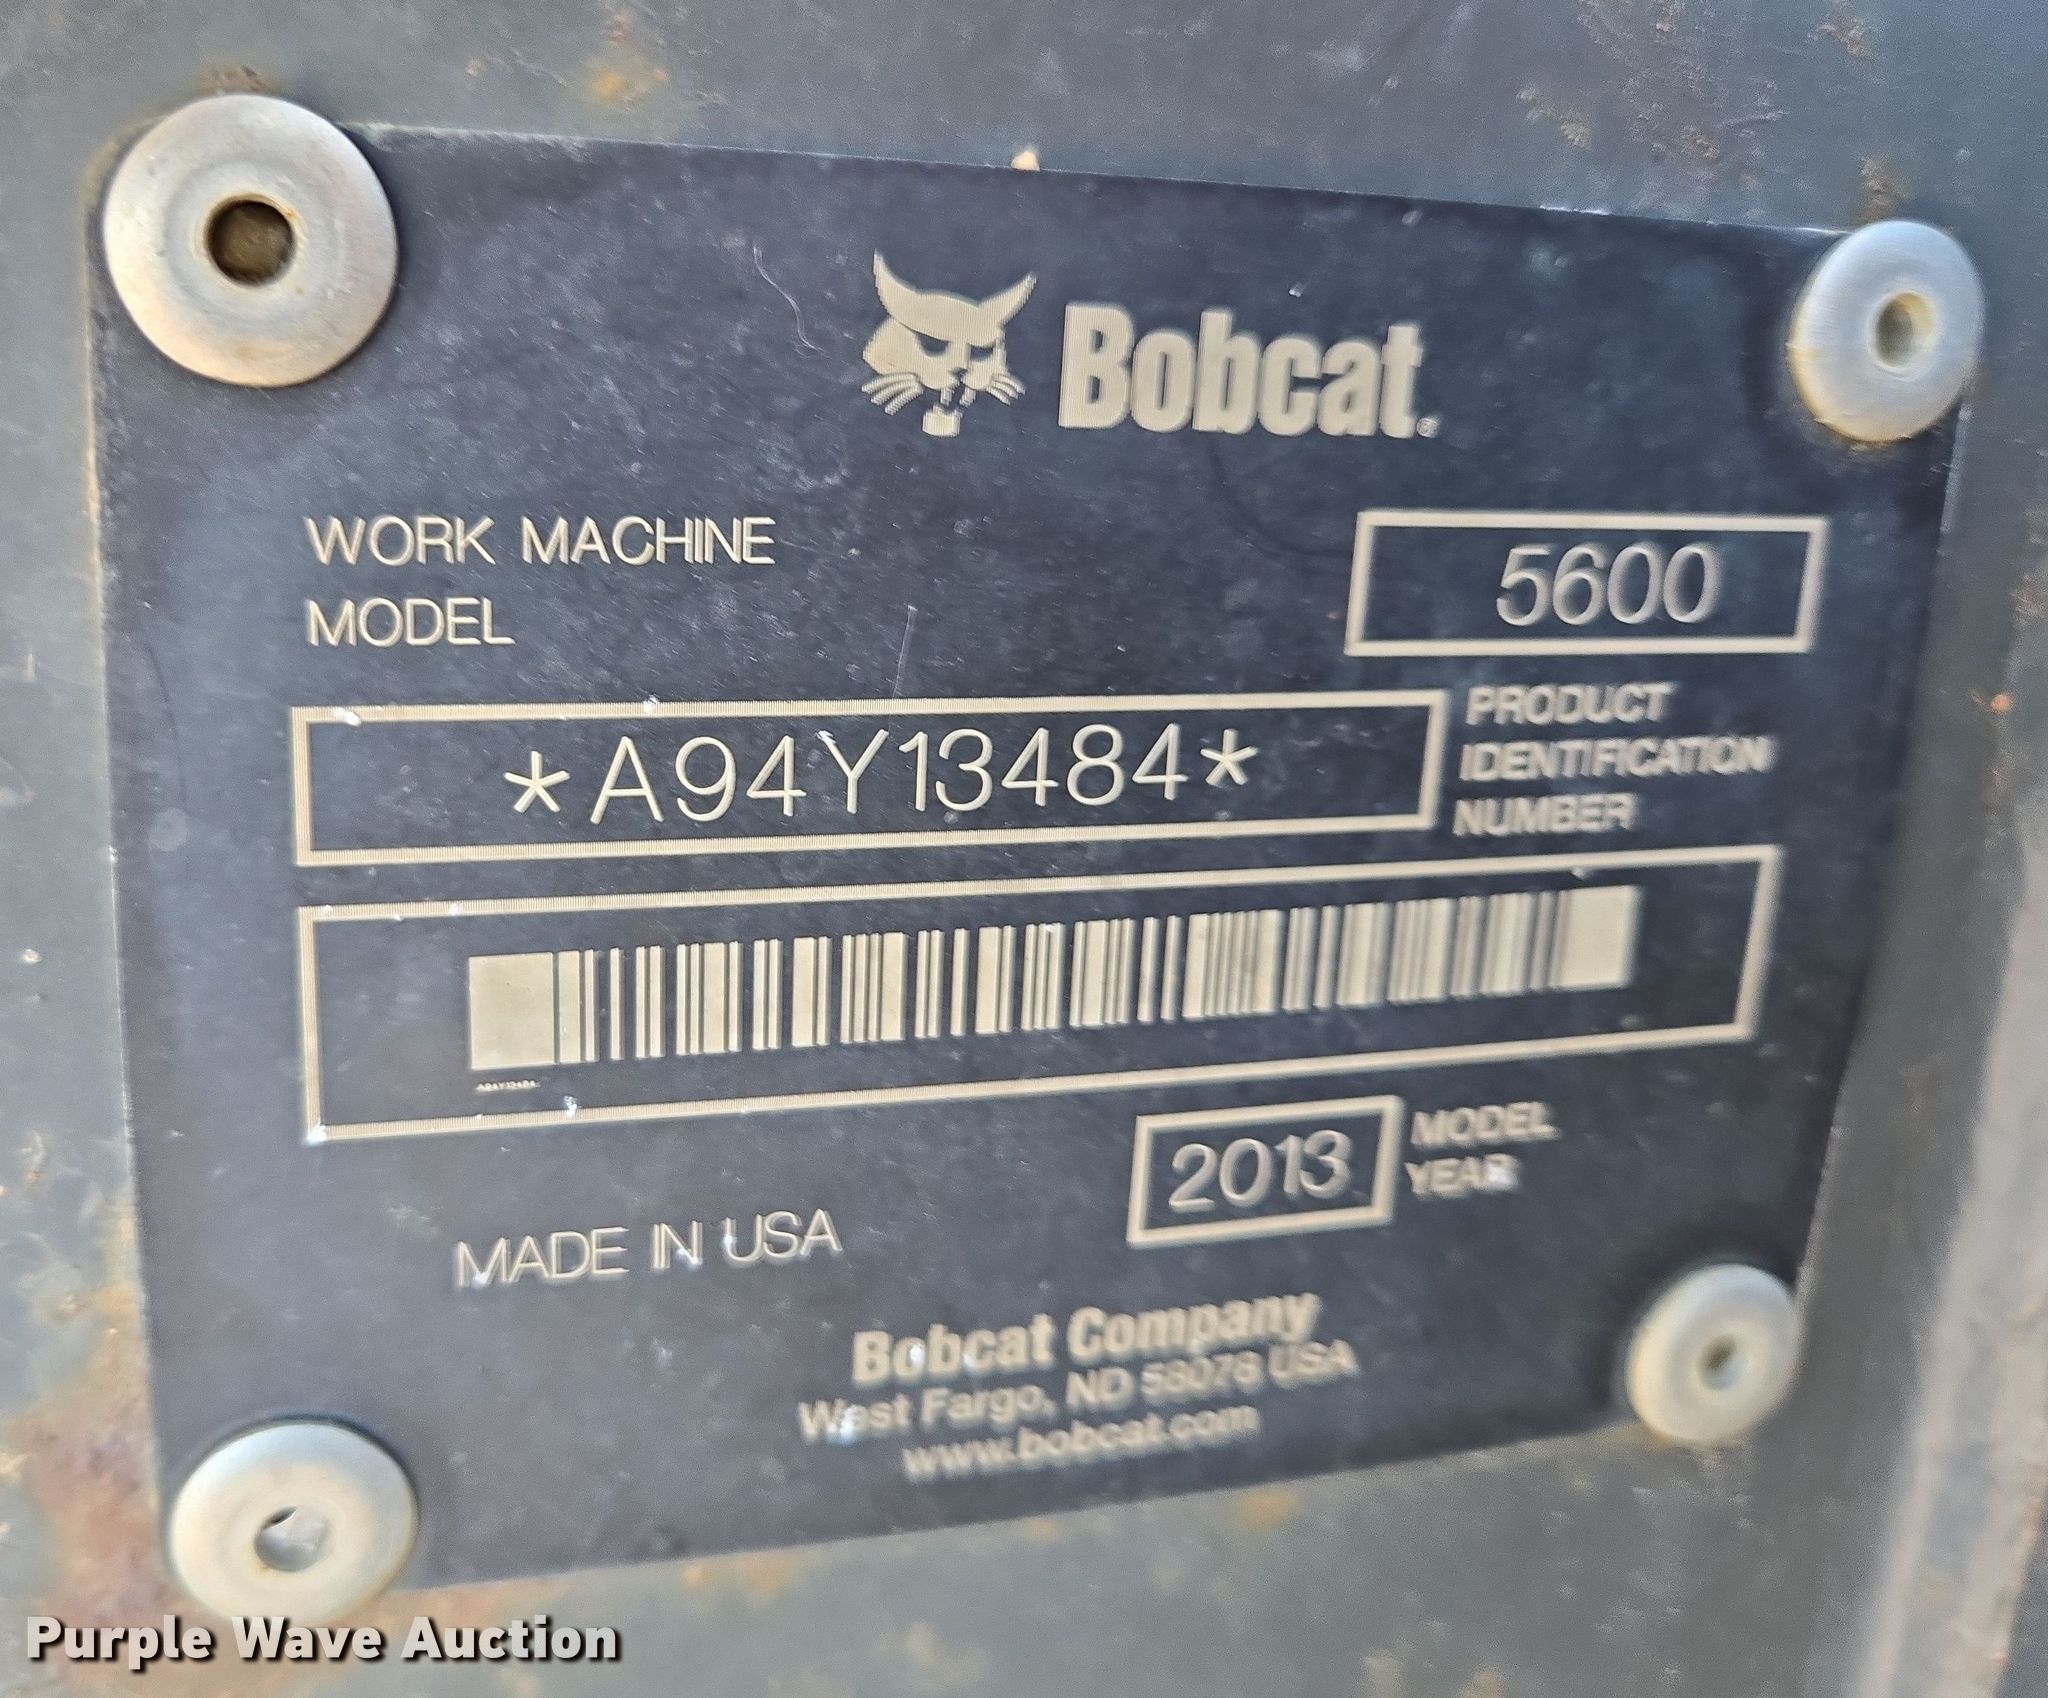 Bobcat®
WORK MACHINE
MODEL
5600
*A94Y13484*
PRODUCT
IDENTIFICATION
NUMBER
A94Y13484
2013
MODEL
YEAR
MADE IN USA
Bobcat Company
West Fargo, ND 58078 USA
www.bobcat.com
Purple Wave Auction